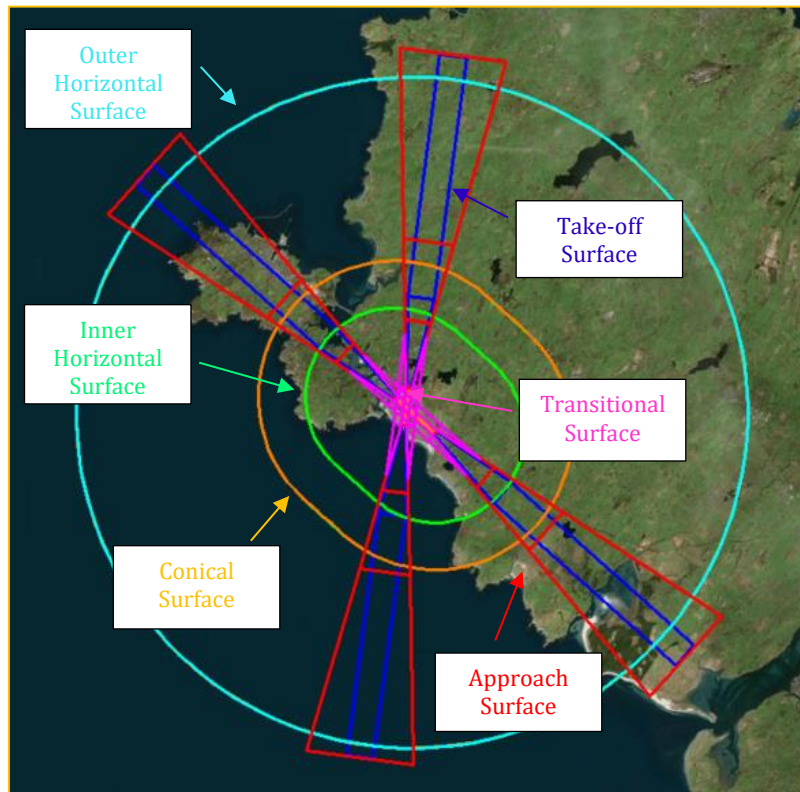 Outer
Horizontal
Surface
Take-off
Surface
Inner
Horizontal
Surface
Transitional
Surface
Conical
Surface
Approach
Surface